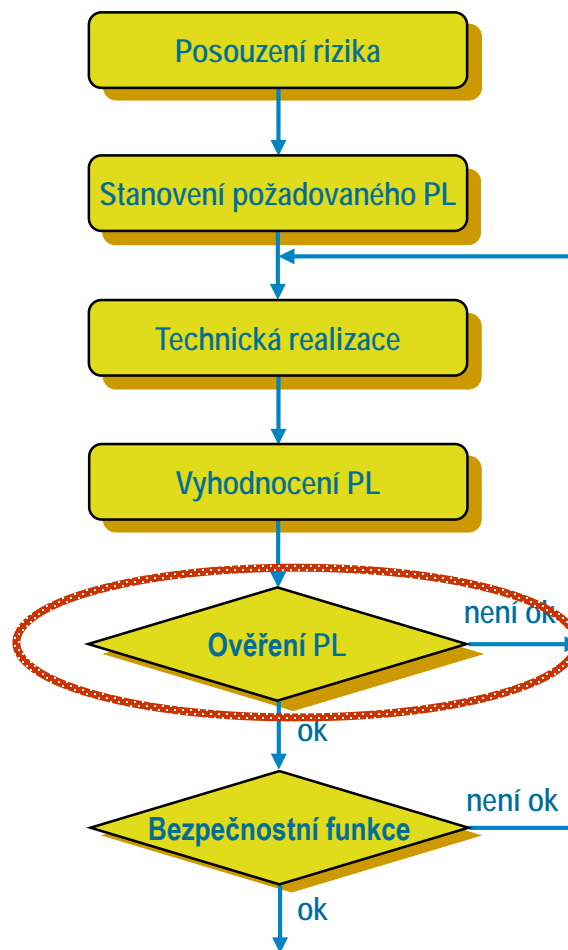 Posouzení rizika
Stanovení požadovaného PL
Technická realizace
Vyhodnocení PL
Ověření PL
není ok
ok
Bezpečnostní funkce
není ok
ok